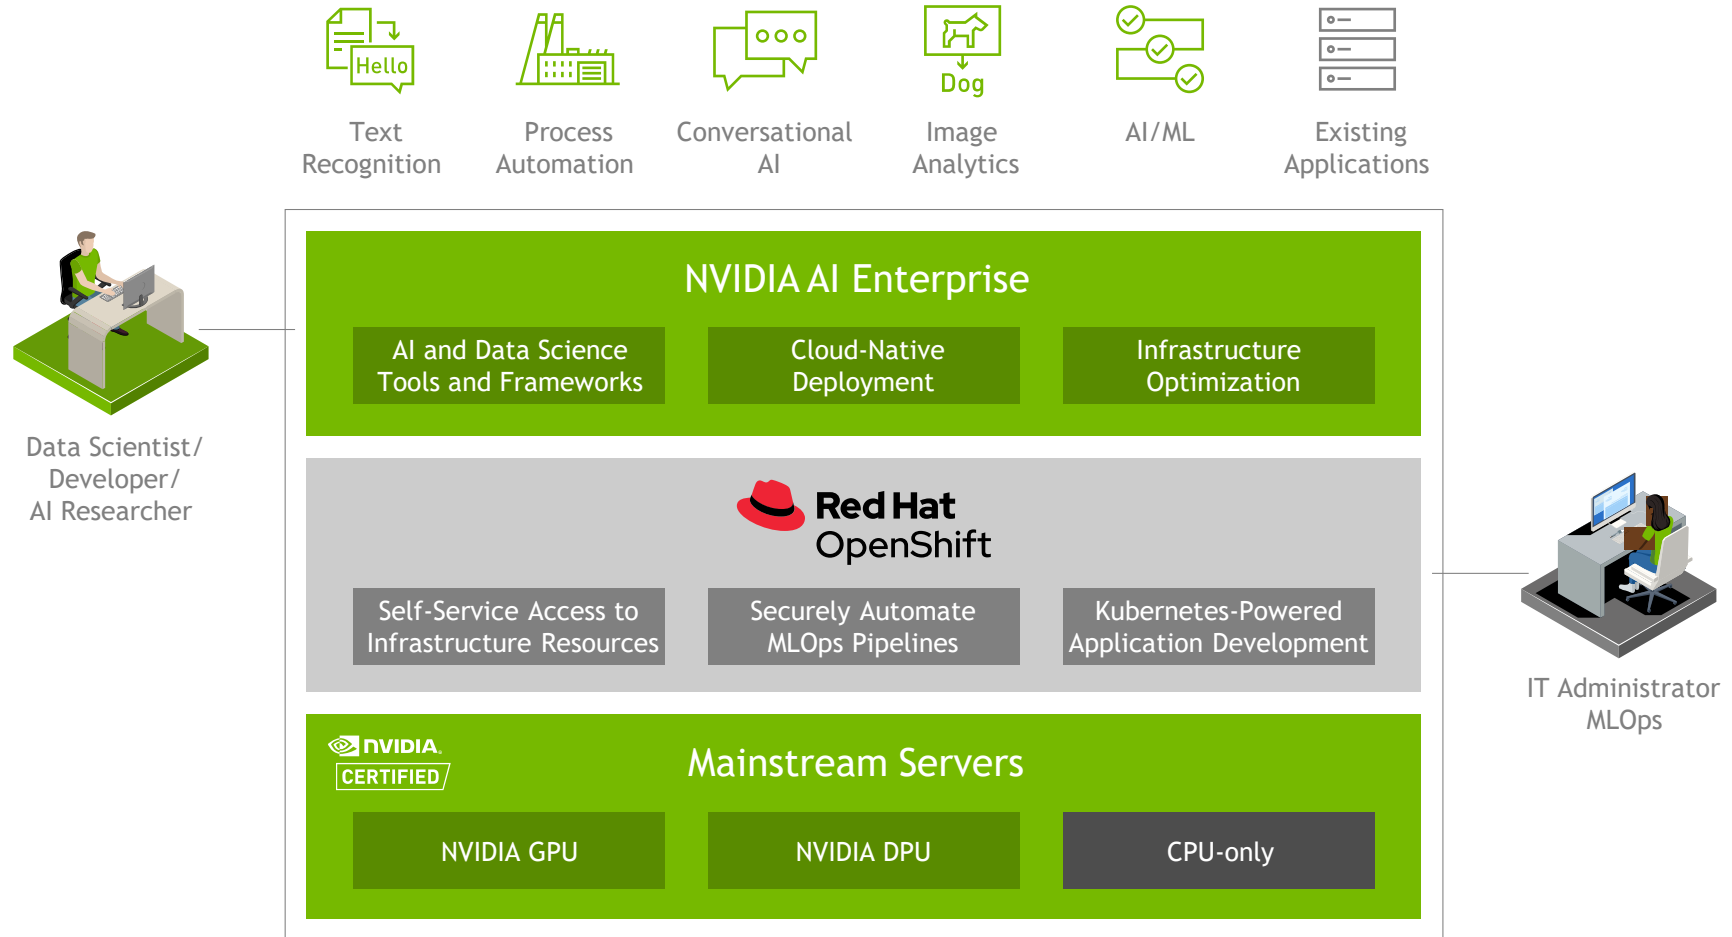 Hello
Dog
Text
Recognition
Process
Automation
Conversational
AI
Image
Analytics
AI/ML
Existing
Applications
NVIDIA AI Enterprise
AI and Data Science
Tools and Frameworks
Cloud-Native
Deployment
Infrastructure
Optimization
Data Scientist/
Developer/
AI Researcher
Red Hat
OpenShift
Self-Service Access to
Infrastructure Resources
Securely Automate
MLOps Pipelines
Kubernetes-Powered
Application Development
IT Administrator
MLOps
NVIDIA.
CERTIFIED
Mainstream Servers
NVIDIA GPU
NVIDIA DPU
CPU-only